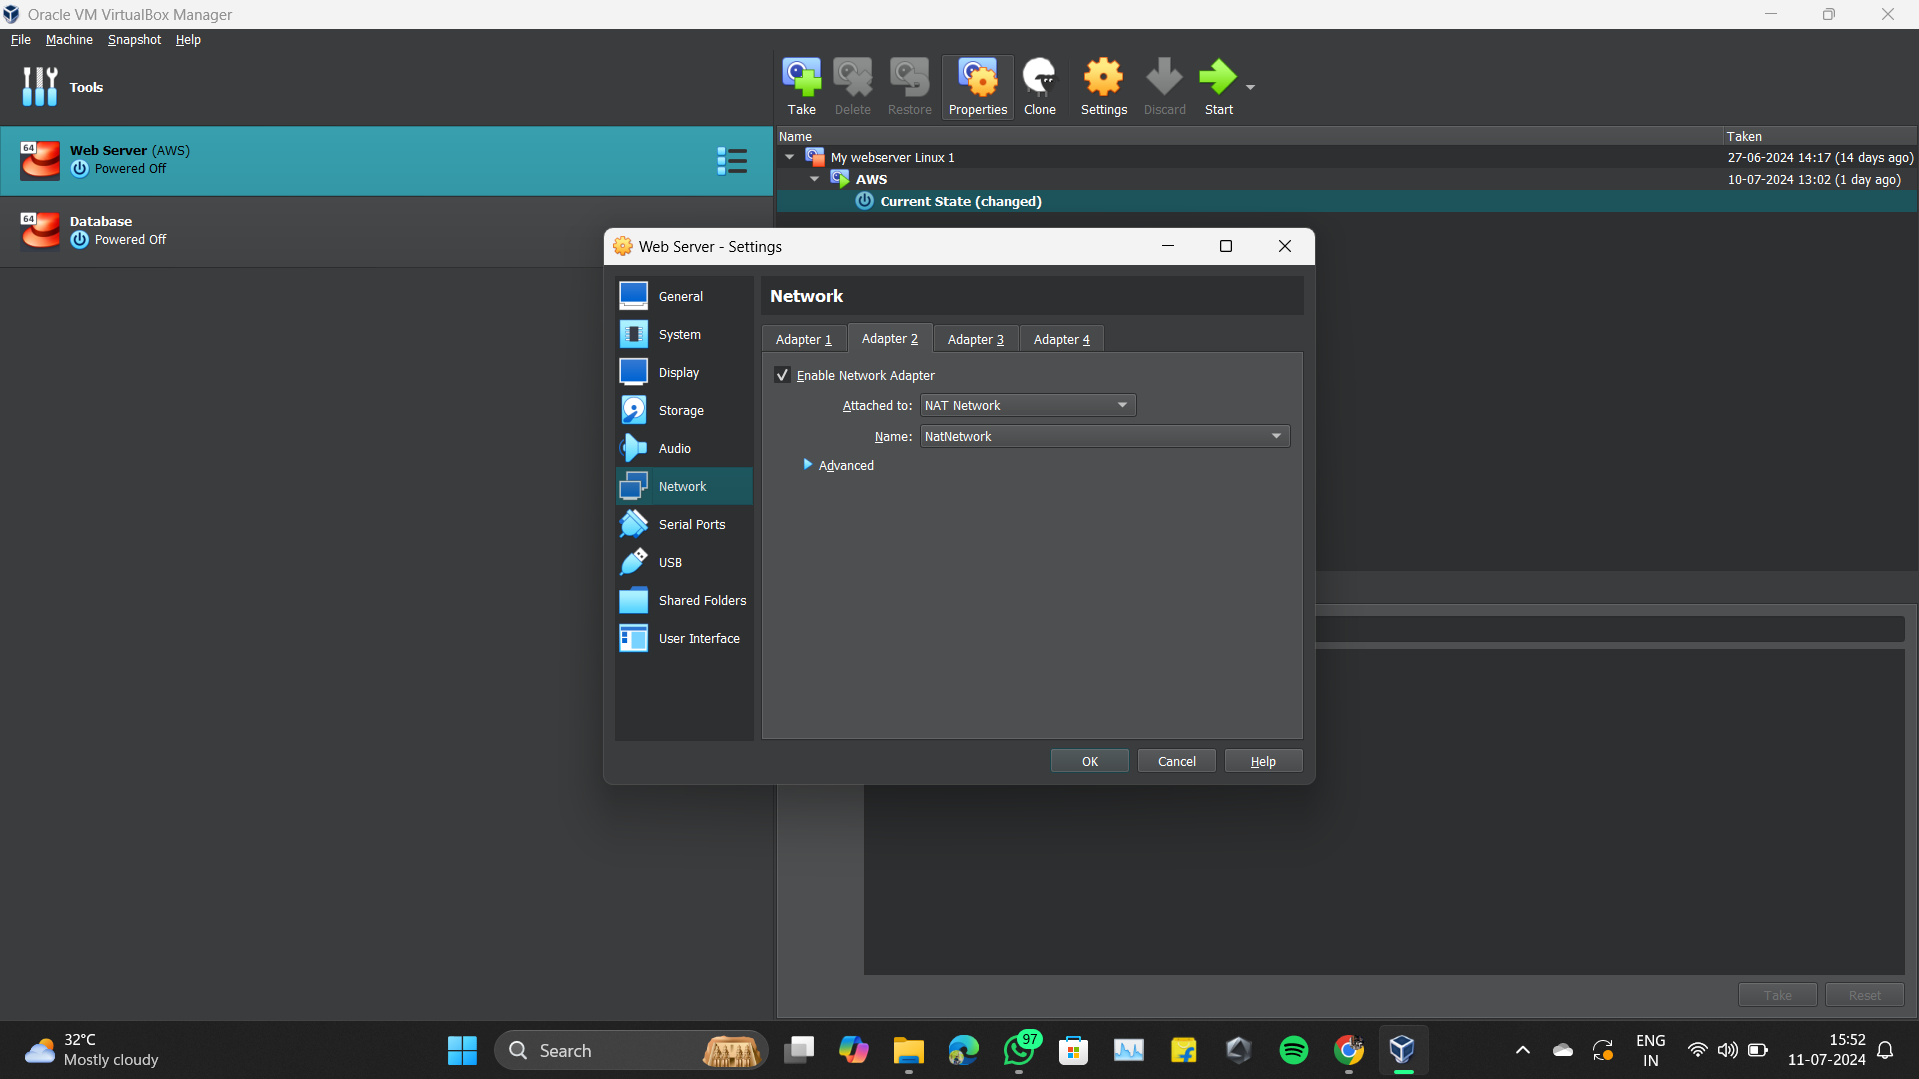 Oracle VM VirtualBox Manager
File Machine Snapshot Help
Tools
Take Delete Restore Properties Clone Settings Discard Start
64
Web Server (AWS)
Powered Off
64
Database
Powered Off
Name Taken
My webserver Linux 1 27-06-2024 14:17 (14 days ago)
AWS 10-07-2024 13:02 (1 day ago)
Current State (changed)
Web Server - Settings
General
System
Display
Storage
Audio
Network
Serial Ports
USB
Shared Folders
User Interface
Network
Adapter 1 Adapter 2 Adapter 3 Adapter 4
Enable Network Adapter
Attached to: NAT Network
Name: NatNetwork
Advanced
OK Cancel Help
Take Reset
32°C
Mostly cloudy
Search
97
ENG
IN
15:52
11-07-2024